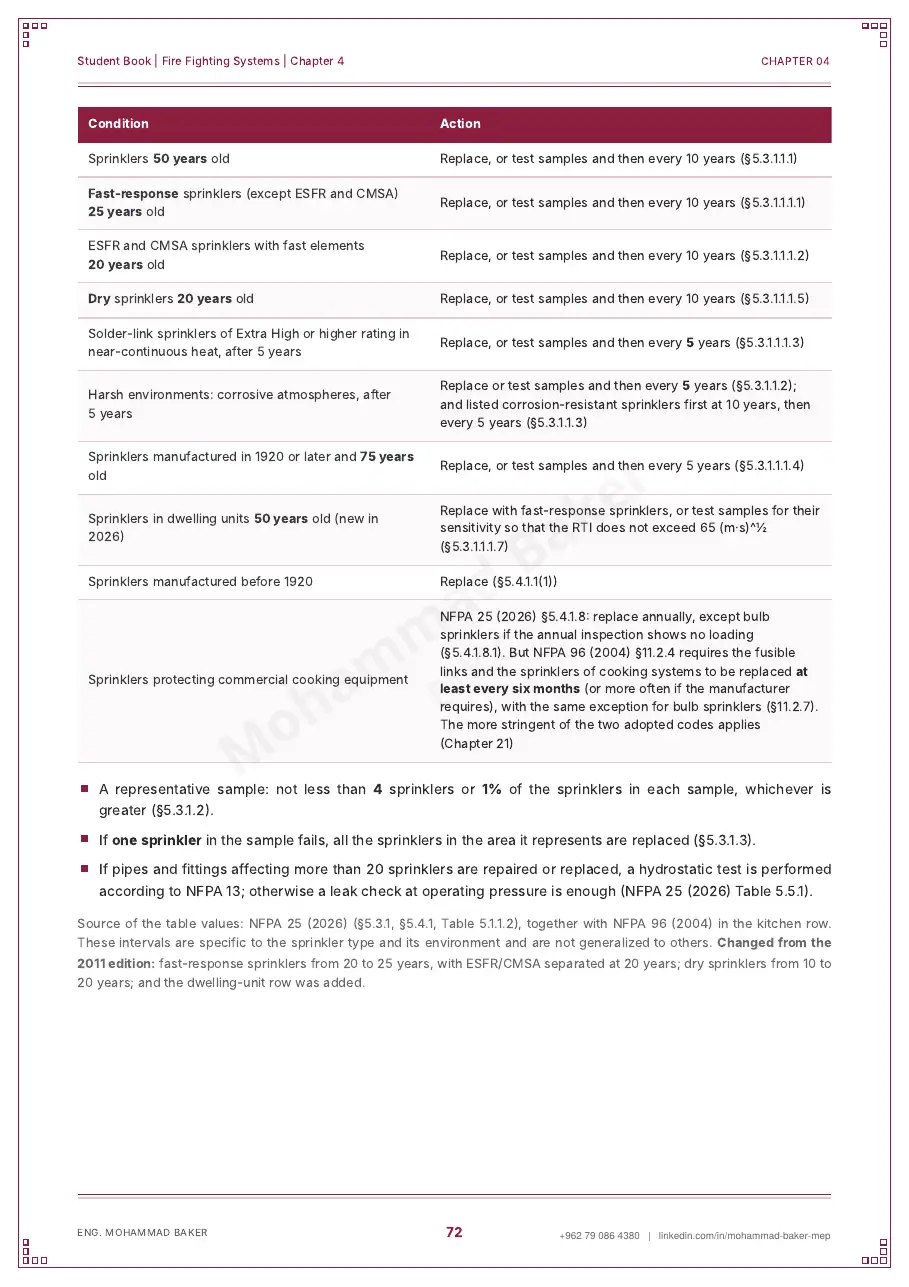 Student Book | Fire Fighting Systems | Chapter 4
CHAPTER 04
Condition
Action
Sprinklers 50 years old
Replace, or test samples and then every 10 years (§5.3.1.1.1)
Fast-response sprinklers (except ESFR and CMSA)
25 years old
Replace, or test samples and then every 10 years (§5.3.1.1.1.1)
ESFR and CMSA sprinklers with fast elements
20 years old
Replace, or test samples and then every 10 years (§5.3.1.1.1.2)
Dry sprinklers 20 years old
Replace, or test samples and then every 10 years (§5.3.1.1.1.5)
Solder-link sprinklers of Extra High or higher rating in
near-continuous heat, after 5 years
Replace, or test samples and then every 5 years (§5.3.1.1.1.3)
Harsh environments: corrosive atmospheres, after
5 years
Replace or test samples and then every 5 years (§5.3.1.1.2);
and listed corrosion-resistant sprinklers first at 10 years, then
every 5 years (§5.3.1.1.3)
Sprinklers manufactured in 1920 or later and 75 years
old
Replace, or test samples and then every 5 years (§5.3.1.1.1.4)
Sprinklers in dwelling units 50 years old (new in
2026)
Replace with fast-response sprinklers, or test samples for their
sensitivity so that the RTI does not exceed 65 (m·s)^½
(§5.3.1.1.1.7)
Sprinklers manufactured before 1920
Replace (§5.4.1.1(1))
Sprinklers protecting commercial cooking equipment
NFPA 25 (2026) §5.4.1.8: replace annually, except bulb
sprinklers if the annual inspection shows no loading
(§5.4.1.8.1). But NFPA 96 (2004) §11.2.4 requires the fusible
links and the sprinklers of cooking systems to be replaced at
least every six months (or more often if the manufacturer
requires), with the same exception for bulb sprinklers (§11.2.7).
The more stringent of the two adopted codes applies
(Chapter 21)
Mohammad Baker
A representative sample: not less than 4 sprinklers or 1% of the sprinklers in each sample, whichever is
greater (§5.3.1.2).
If one sprinkler in the sample fails, all the sprinklers in the area it represents are replaced (§5.3.1.3).
If pipes and fittings affecting more than 20 sprinklers are repaired or replaced, a hydrostatic test is performed
according to NFPA 13; otherwise a leak check at operating pressure is enough (NFPA 25 (2026) Table 5.5.1).
Source of the table values: NFPA 25 (2026) (§5.3.1, §5.4.1, Table 5.1.1.2), together with NFPA 96 (2004) in the kitchen row.
These intervals are specific to the sprinkler type and its environment and are not generalized to others. Changed from the
2011 edition: fast-response sprinklers from 20 to 25 years, with ESFR/CMSA separated at 20 years; dry sprinklers from 10 to
20 years; and the dwelling-unit row was added.
ENG. MOHAMMAD BAKER
72
+962 79 086 4380 | linkedin.com/in/mohammad-baker-mep